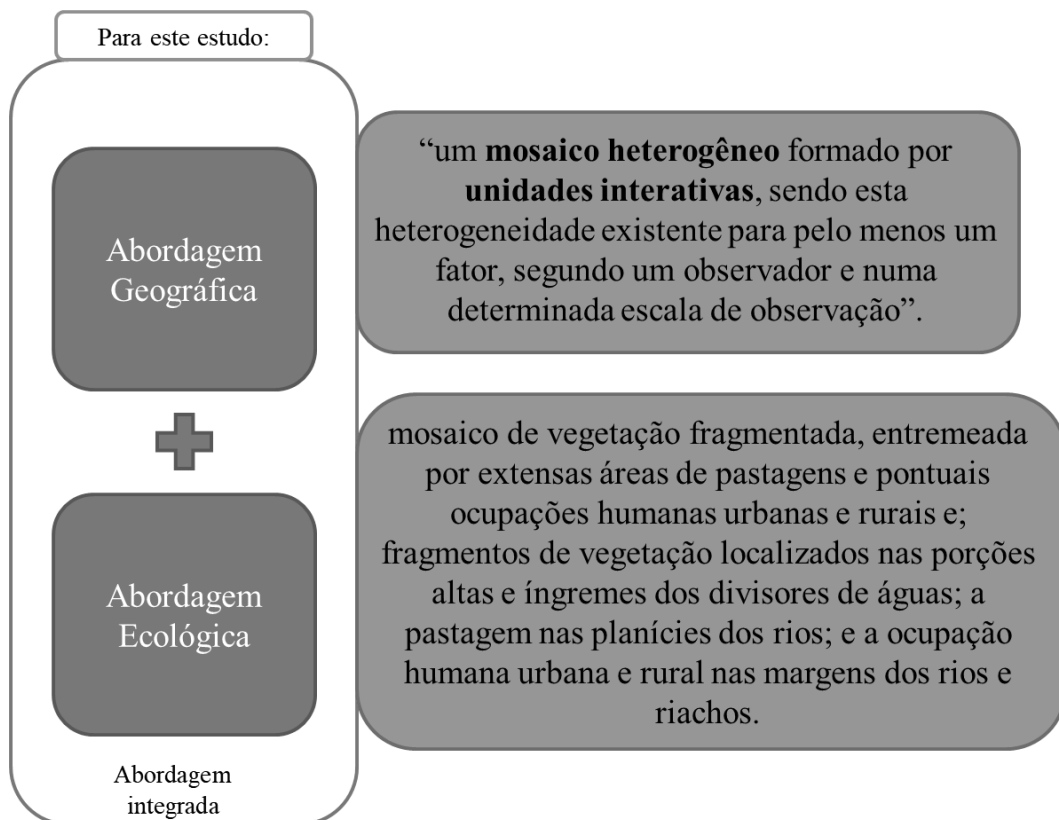 Para este estudo:
Abordagem
Geográfica
“um mosaico heterogêneo formado por
unidades interativas, sendo esta
heterogeneidade existente para pelo menos um
fator, segundo um observador e numa
determinada escala de observação”.
Abordagem
Ecológica
mosaico de vegetação fragmentada, entremeada
por extensas áreas de pastagens e pontuais
ocupações humanas urbanas e rurais e;
fragmentos de vegetação localizados nas porções
altas e íngremes dos divisores de águas; a
pastagem nas planícies dos rios; e a ocupação
humana urbana e rural nas margens dos rios e
riachos.
Abordagem
integrada